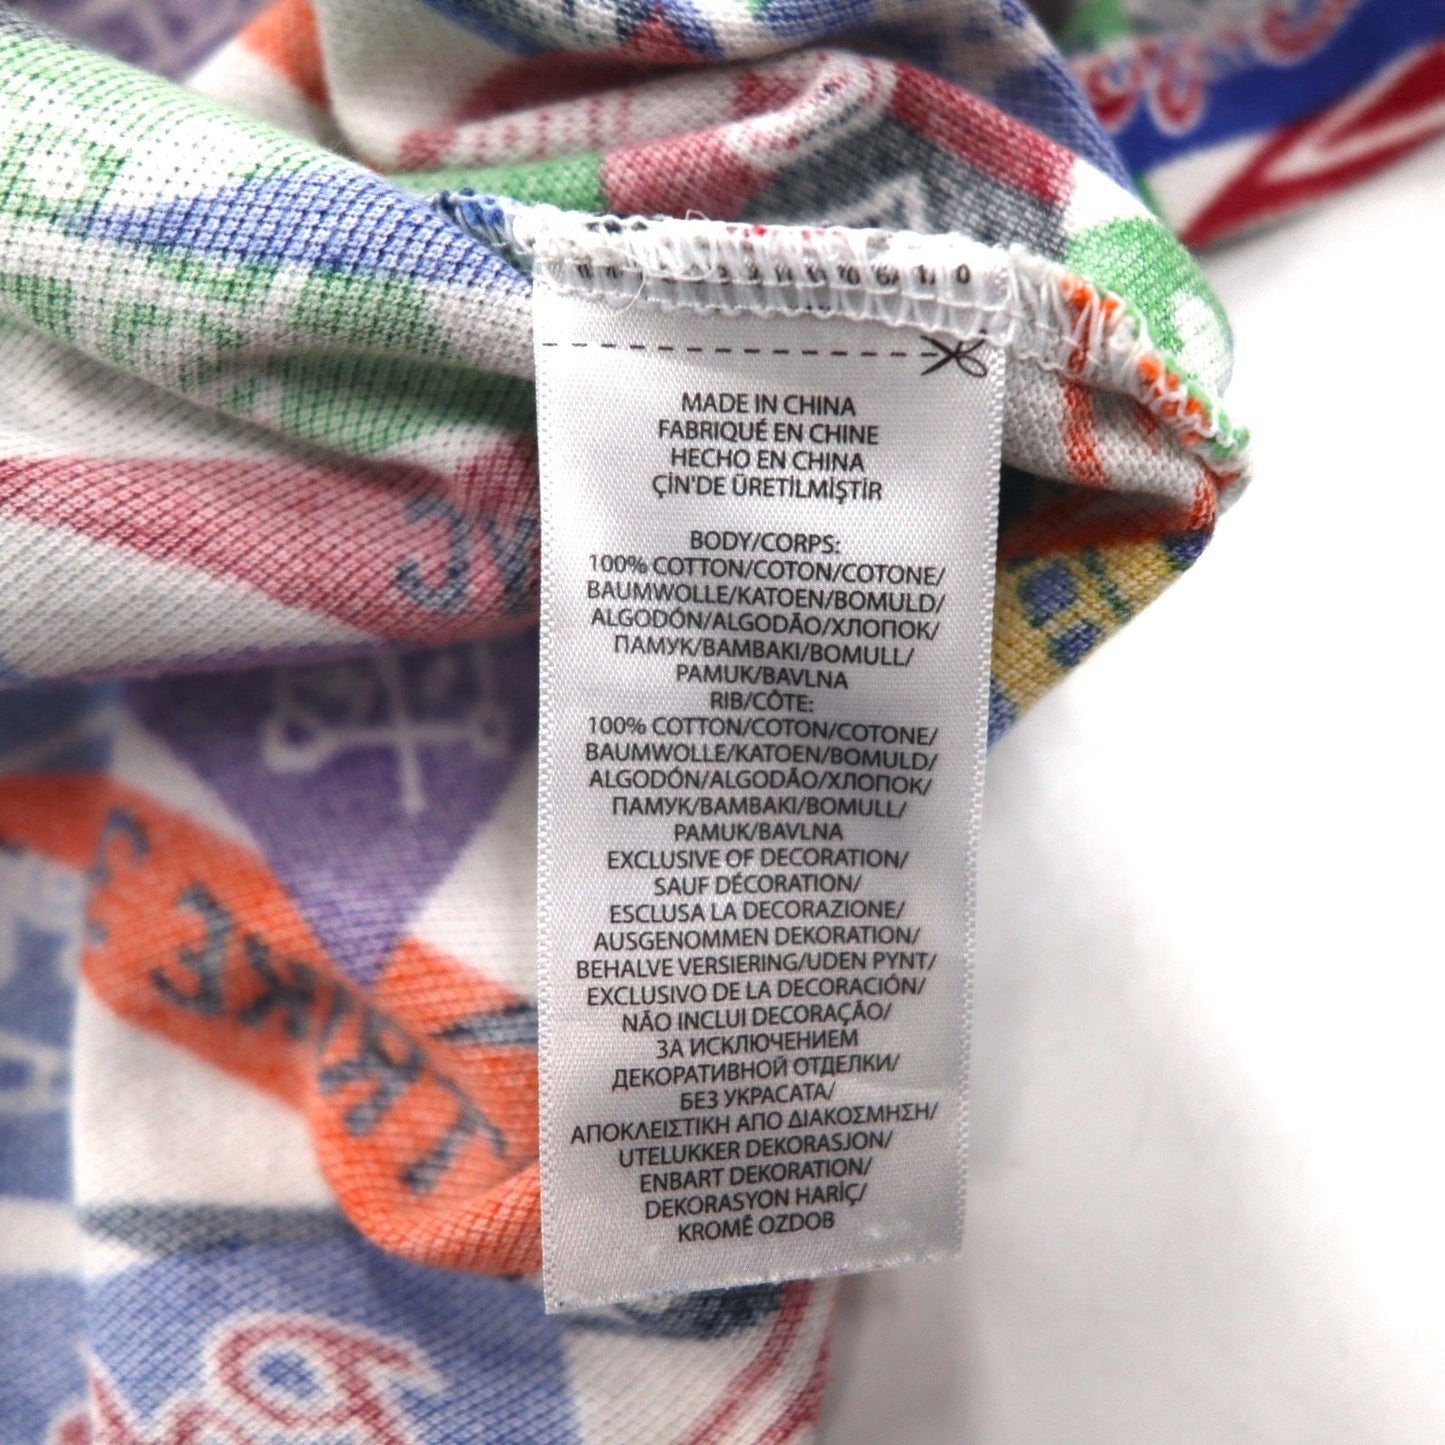 MADE IN CHINA
FABRIQUÉ EN CHINE
HECHO EN CHINA
ÇİN'DE ÜRETİLMİŞTİR
BODY/CORPS:
100% COTTON/COTON/COTONE/
BAUMWOLLE/KATOEN/BOMULD/
ALGODÓN/ALGODÃO/ХЛОПОК/
ПАМУК/ΒΑΜΒΑΚΙ/BOMULL/
PAMUK/BAVLNA
RIB/CÔTE:
100% COTTON/COTON/COTONE/
BAUMWOLLE/KATOEN/BOMULD/
ALGODÓN/ALGODÃO/ХЛОПОК/
ПАМУК/ΒΑΜΒΑΚΙ/BOMULL/
PAMUK/BAVLNA
EXCLUSIVE OF DECORATION/
SAUF DÉCORATION/
ESCLUSA LA DECORAZIONE/
AUSGENOMMEN DEKORATION/
BEHALVE VERSIERING/UDEN PYNT/
EXCLUSIVO DE LA DECORACIÓN/
NÃO INCLUI DECORAÇÃO/
ЗА ИСКЛЮЧЕНИЕМ
ДЕКОРАТИВНОЙ ОТДЕЛКИ/
БЕЗ УКРАСАТА/
ΑΠΟΚΛΕΙΣΤΙΚΗ ΑΠΟ ΔΙΑΚΟΣΜΗΣΗ/
UTELUKKER DEKORASJON/
ENBART DEKORATION/
DEKORASYON HARİÇ/
KROMĚ OZDOB